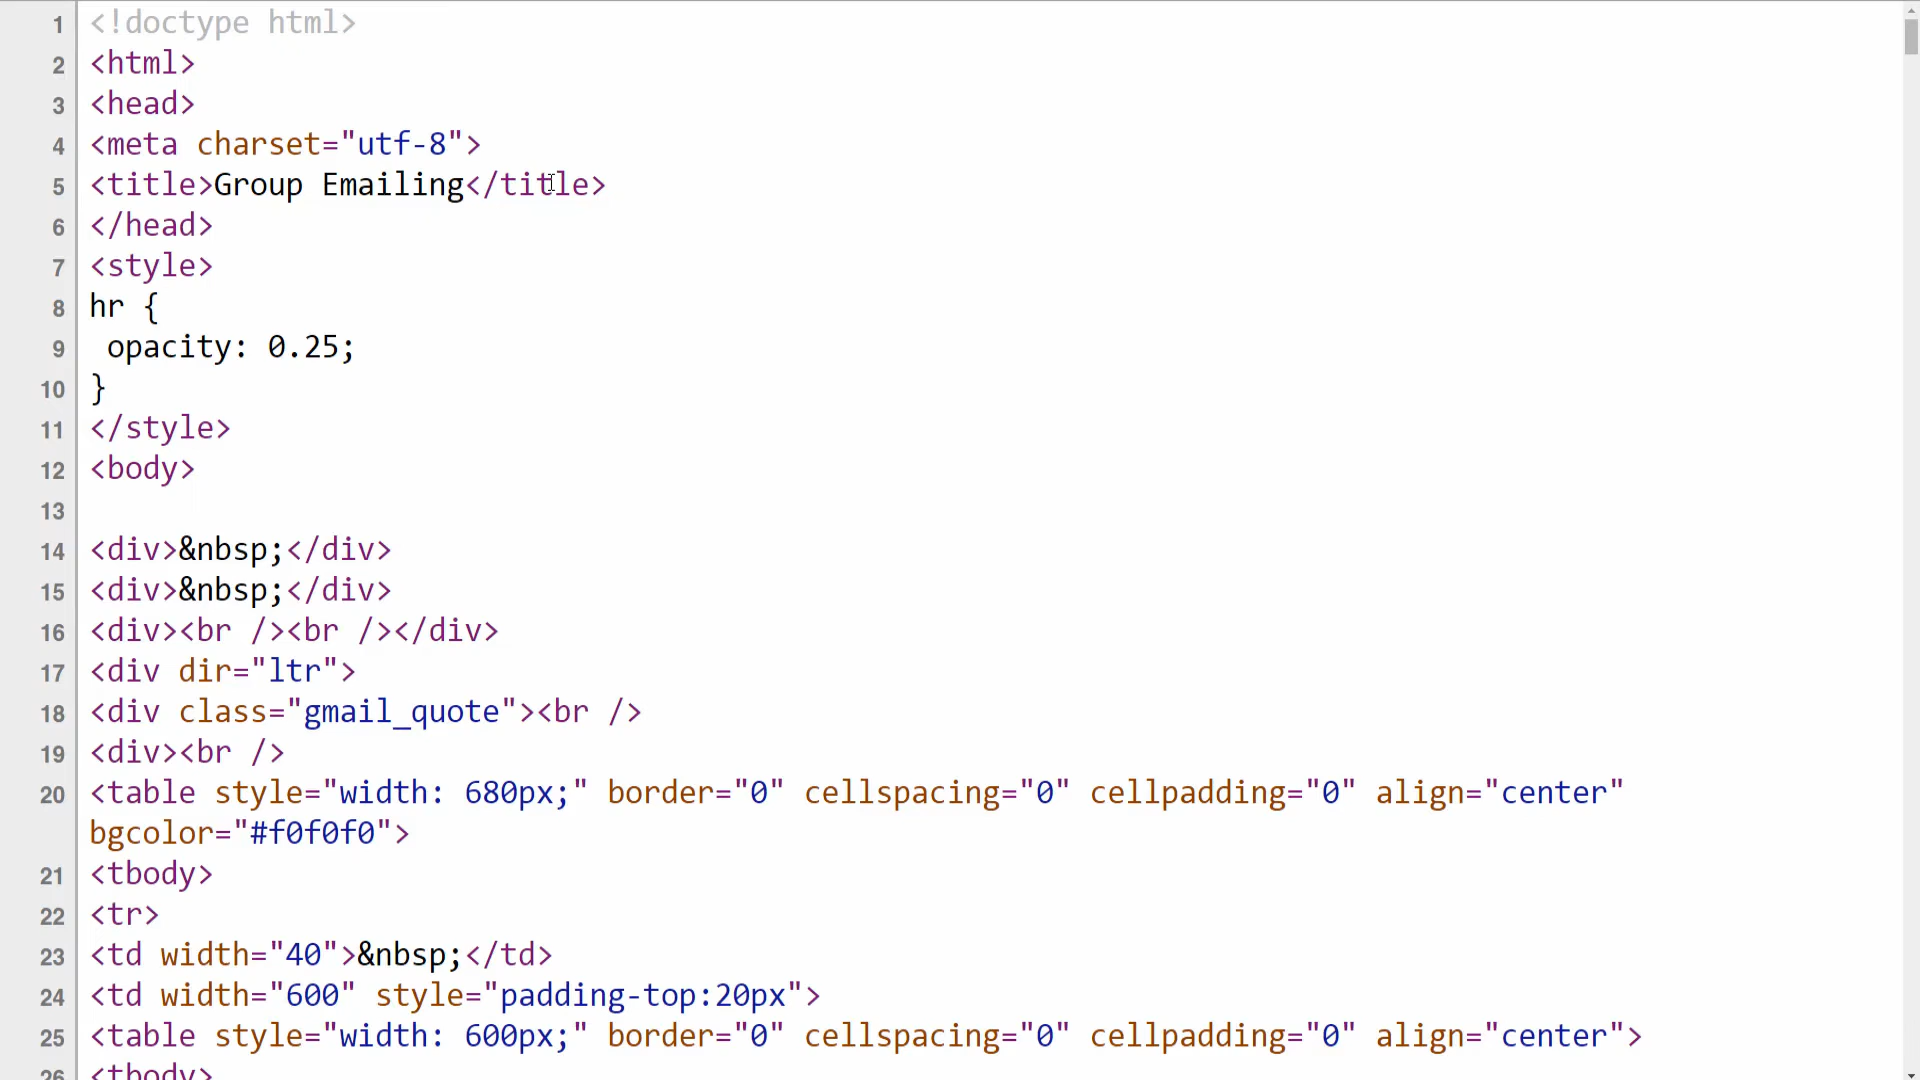 1 <!doctype html>
2 <html>
3 <head>
4 <meta charset="utf-8">
5 <title>Group Emailing</title>
6 </head>
7 <style>
8 hr {
9  opacity: 0.25;
10 }
11 </style>
12 <body>
13
14 <div>&nbsp;</div>
15 <div>&nbsp;</div>
16 <div><br /><br /></div>
17 <div dir="ltr">
18 <div class="gmail_quote"><br />
19 <div><br />
20 <table style="width: 680px;" border="0" cellspacing="0" cellpadding="0" align="center"
bgcolor="#f0f0f0">
21 <tbody>
22 <tr>
23 <td width="40">&nbsp;</td>
24 <td width="600" style="padding-top:20px">
25 <table style="width: 600px;" border="0" cellspacing="0" cellpadding="0" align="center">
26 <tbody>